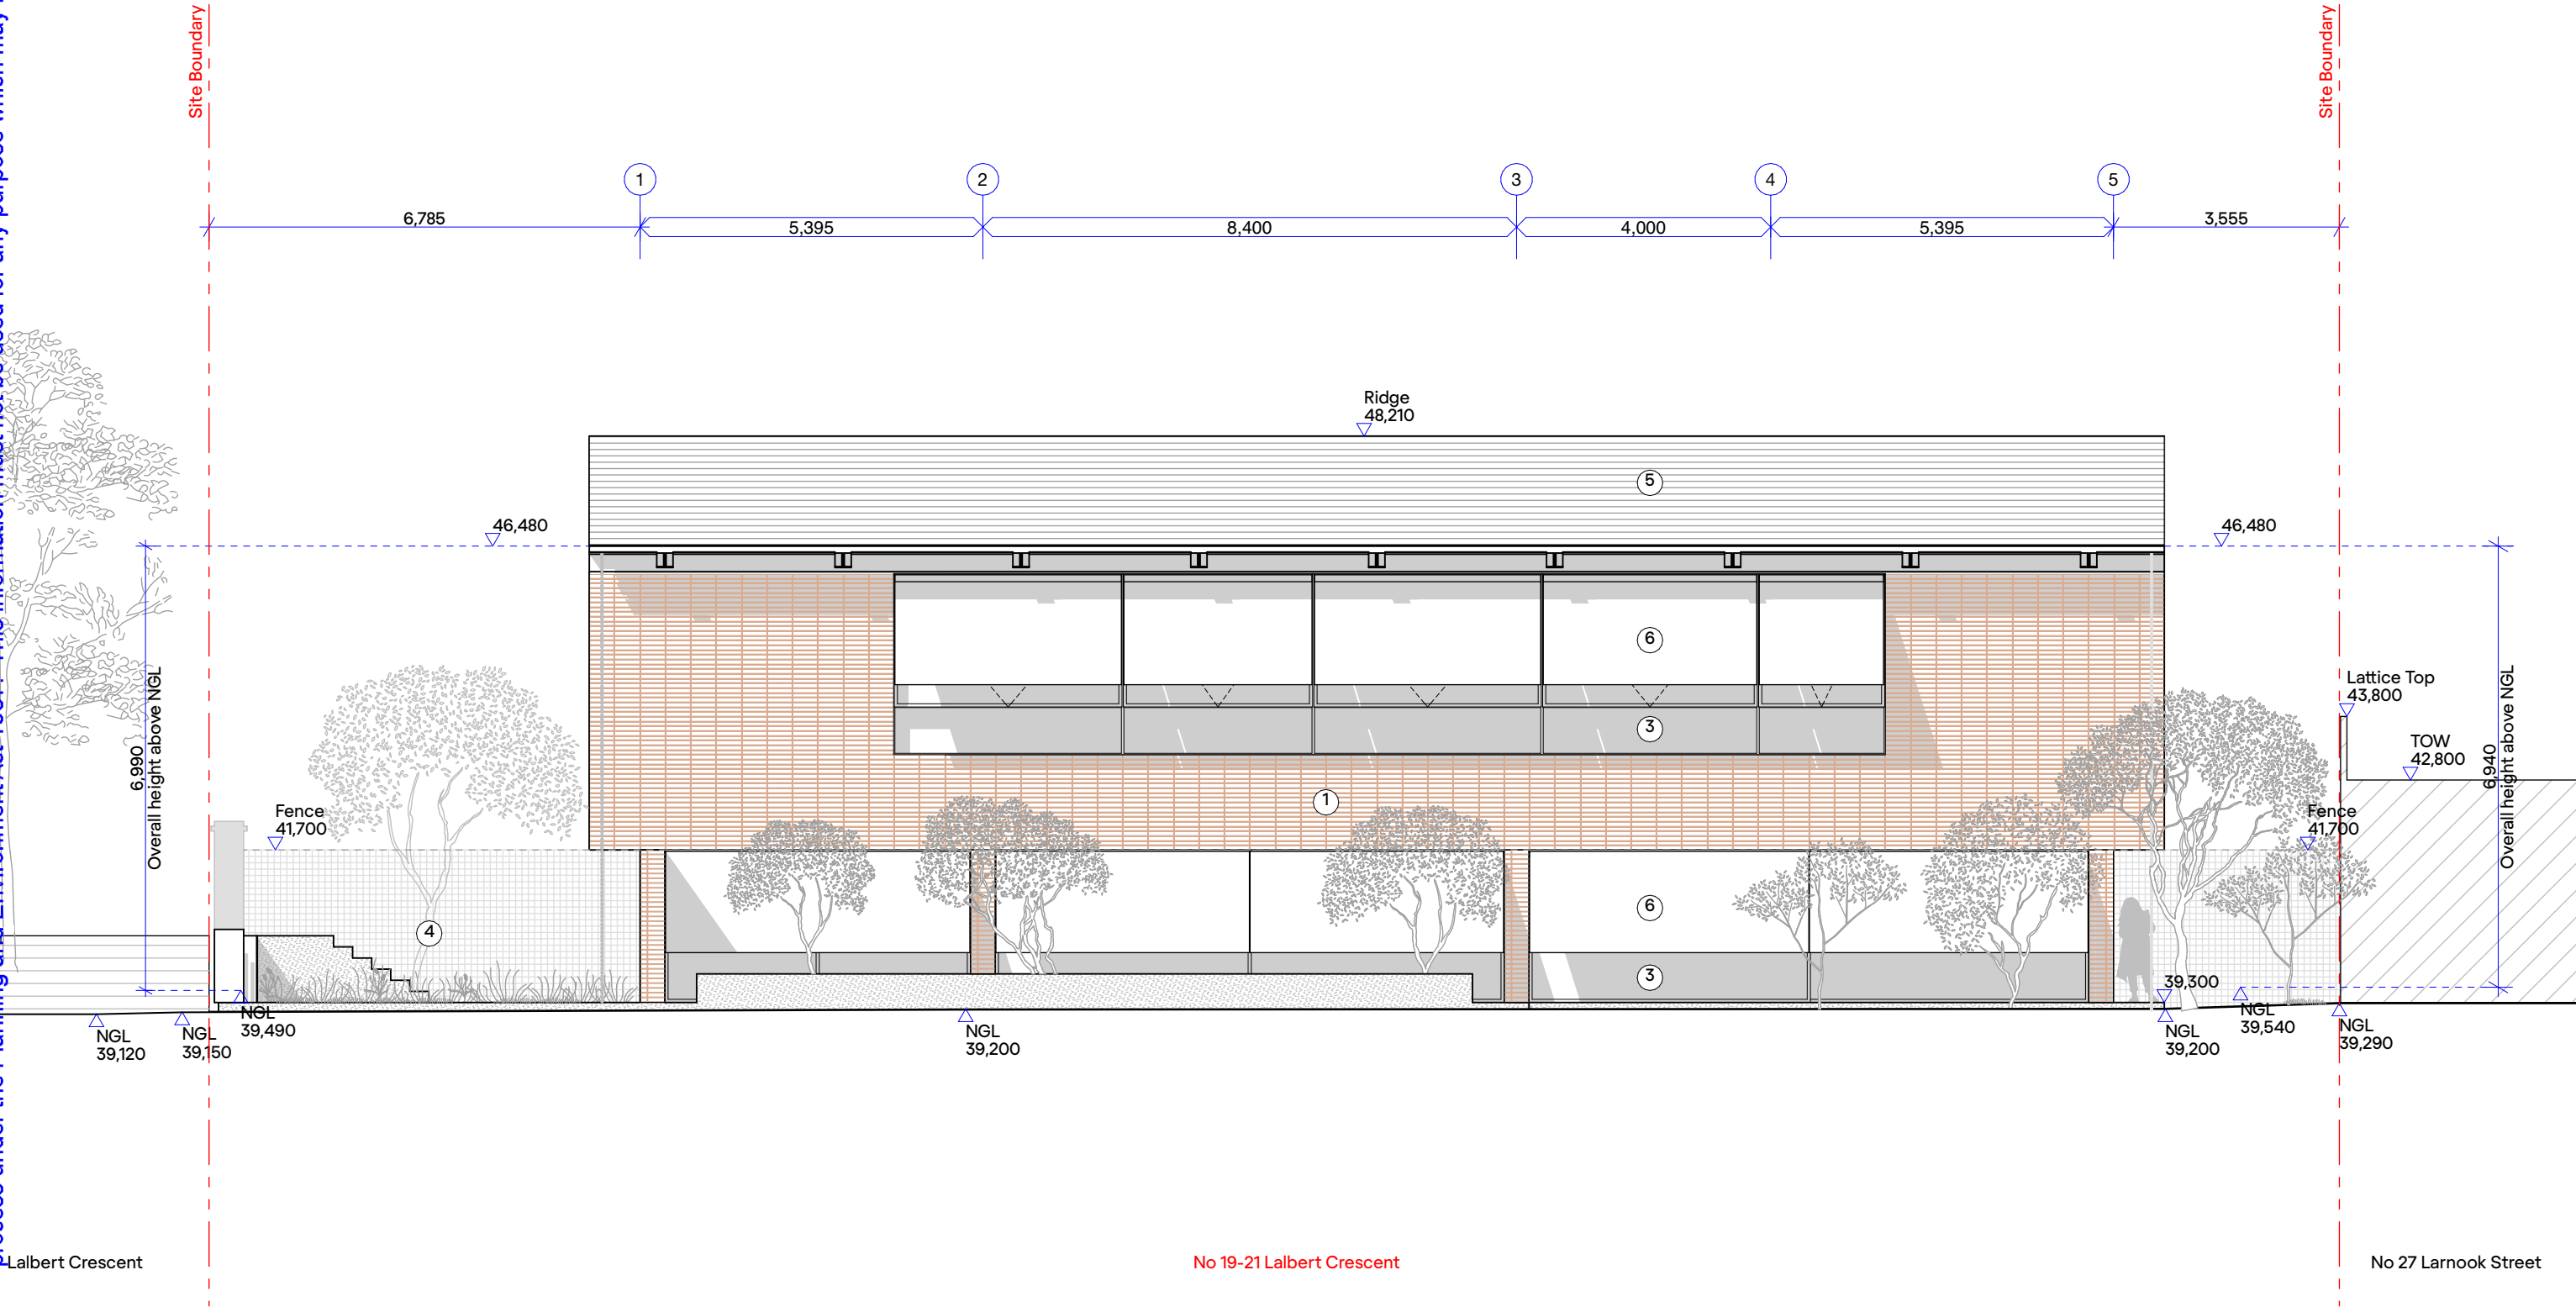 Site Boundary
Site Boundary
1
2
3
4
5
6,785
5,395
8,400
4,000
5,395
3,555
Ridge
48,210
5
46,480
46,480
6
3
Lattice Top
43,800
TOW
42,800
6,990
Overall height above NGL
6,940
Overall height above NGL
1
Fence
41,700
Fence
41,700
4
6
3
39,300
NGL
39,490
NGL
39,540
NGL
39,120
NGL
39,150
NGL
39,200
NGL
39,200
NGL
39,290
Lalbert Crescent
No 19-21 Lalbert Crescent
No 27 Larnook Street